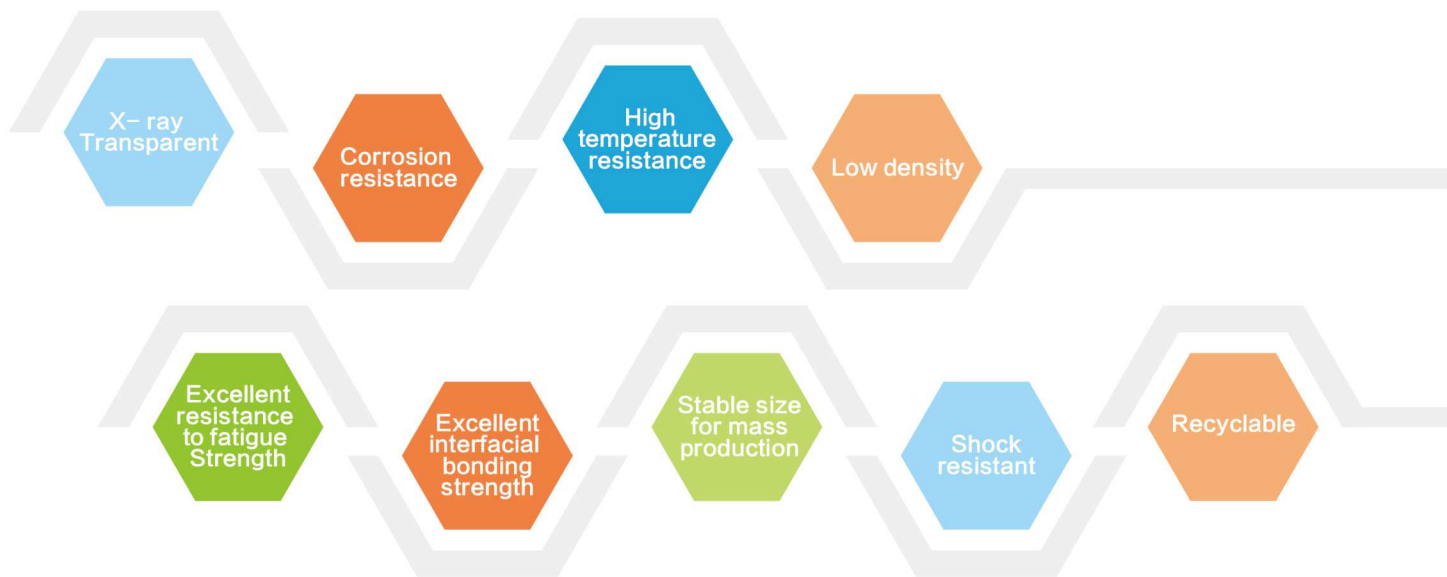 X- ray
Transparent
Corrosion
resistance
High
temperature
resistance
Low density
Excellent
resistance
to fatigue
Strength
Excellent
interfacial
bonding
strength
Stable size
for mass
production
Shock
resistant
Recyclable